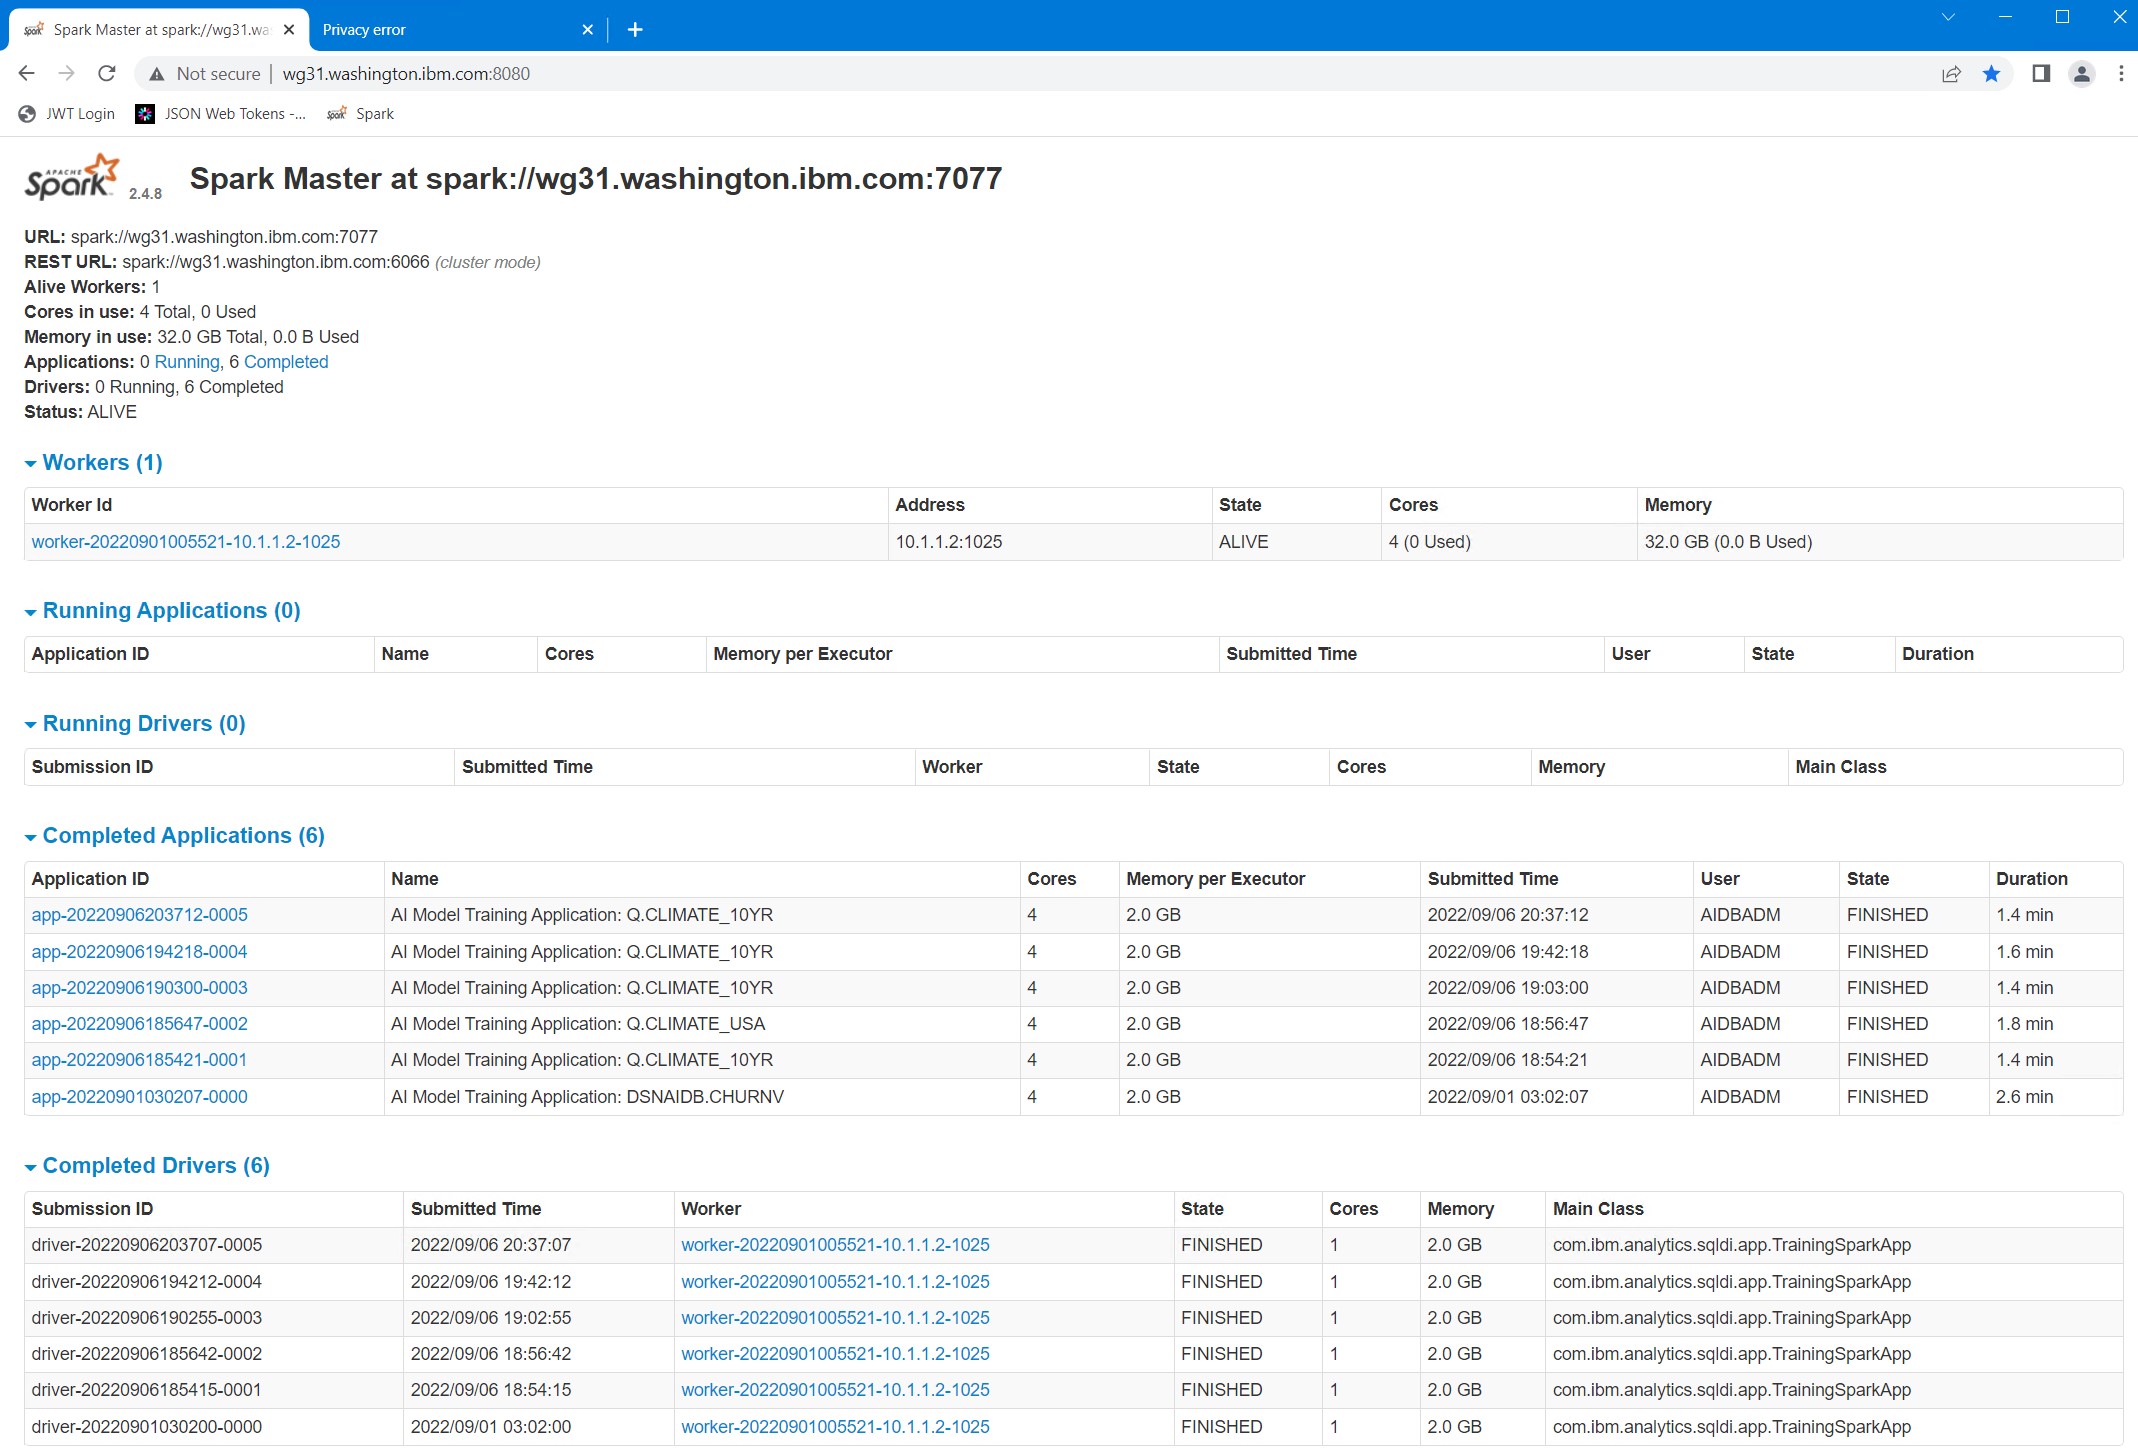 Spark Master at spark://wg31.wa
Privacy error
Not secure | wg31.washington.ibm.com:8080
JWT Login JSON Web Tokens -... Spark
APACHE Spark 2.4.8 Spark Master at spark://wg31.washington.ibm.com:7077
URL: spark://wg31.washington.ibm.com:7077
REST URL: spark://wg31.washington.ibm.com:6066 (cluster mode)
Alive Workers: 1
Cores in use: 4 Total, 0 Used
Memory in use: 32.0 GB Total, 0.0 B Used
Applications: 0 Running, 6 Completed
Drivers: 0 Running, 6 Completed
Status: ALIVE
Workers (1)
Worker Id Address State Cores Memory
worker-20220901005521-10.1.1.2-1025 10.1.1.2:1025 ALIVE 4 (0 Used) 32.0 GB (0.0 B Used)
Running Applications (0)
Application ID Name Cores Memory per Executor Submitted Time User State Duration
Running Drivers (0)
Submission ID Submitted Time Worker State Cores Memory Main Class
Completed Applications (6)
Application ID Name Cores Memory per Executor Submitted Time User State Duration
app-20220906203712-0005 AI Model Training Application: Q.CLIMATE_10YR 4 2.0 GB 2022/09/06 20:37:12 AIDBADM FINISHED 1.4 min
app-20220906194218-0004 AI Model Training Application: Q.CLIMATE_10YR 4 2.0 GB 2022/09/06 19:42:18 AIDBADM FINISHED 1.6 min
app-20220906190300-0003 AI Model Training Application: Q.CLIMATE_10YR 4 2.0 GB 2022/09/06 19:03:00 AIDBADM FINISHED 1.4 min
app-20220906185647-0002 AI Model Training Application: Q.CLIMATE_USA 4 2.0 GB 2022/09/06 18:56:47 AIDBADM FINISHED 1.8 min
app-20220906185421-0001 AI Model Training Application: Q.CLIMATE_10YR 4 2.0 GB 2022/09/06 18:54:21 AIDBADM FINISHED 1.4 min
app-20220901030207-0000 AI Model Training Application: DSNAIDB.CHURNV 4 2.0 GB 2022/09/01 03:02:07 AIDBADM FINISHED 2.6 min
Completed Drivers (6)
Submission ID Submitted Time Worker State Cores Memory Main Class
driver-20220906203707-0005 2022/09/06 20:37:07 worker-20220901005521-10.1.1.2-1025 FINISHED 1 2.0 GB com.ibm.analytics.sqldi.app.TrainingSparkApp
driver-20220906194212-0004 2022/09/06 19:42:12 worker-20220901005521-10.1.1.2-1025 FINISHED 1 2.0 GB com.ibm.analytics.sqldi.app.TrainingSparkApp
driver-20220906190255-0003 2022/09/06 19:02:55 worker-20220901005521-10.1.1.2-1025 FINISHED 1 2.0 GB com.ibm.analytics.sqldi.app.TrainingSparkApp
driver-20220906185642-0002 2022/09/06 18:56:42 worker-20220901005521-10.1.1.2-1025 FINISHED 1 2.0 GB com.ibm.analytics.sqldi.app.TrainingSparkApp
driver-20220906185415-0001 2022/09/06 18:54:15 worker-20220901005521-10.1.1.2-1025 FINISHED 1 2.0 GB com.ibm.analytics.sqldi.app.TrainingSparkApp
driver-20220901030200-0000 2022/09/01 03:02:00 worker-20220901005521-10.1.1.2-1025 FINISHED 1 2.0 GB com.ibm.analytics.sqldi.app.TrainingSparkApp